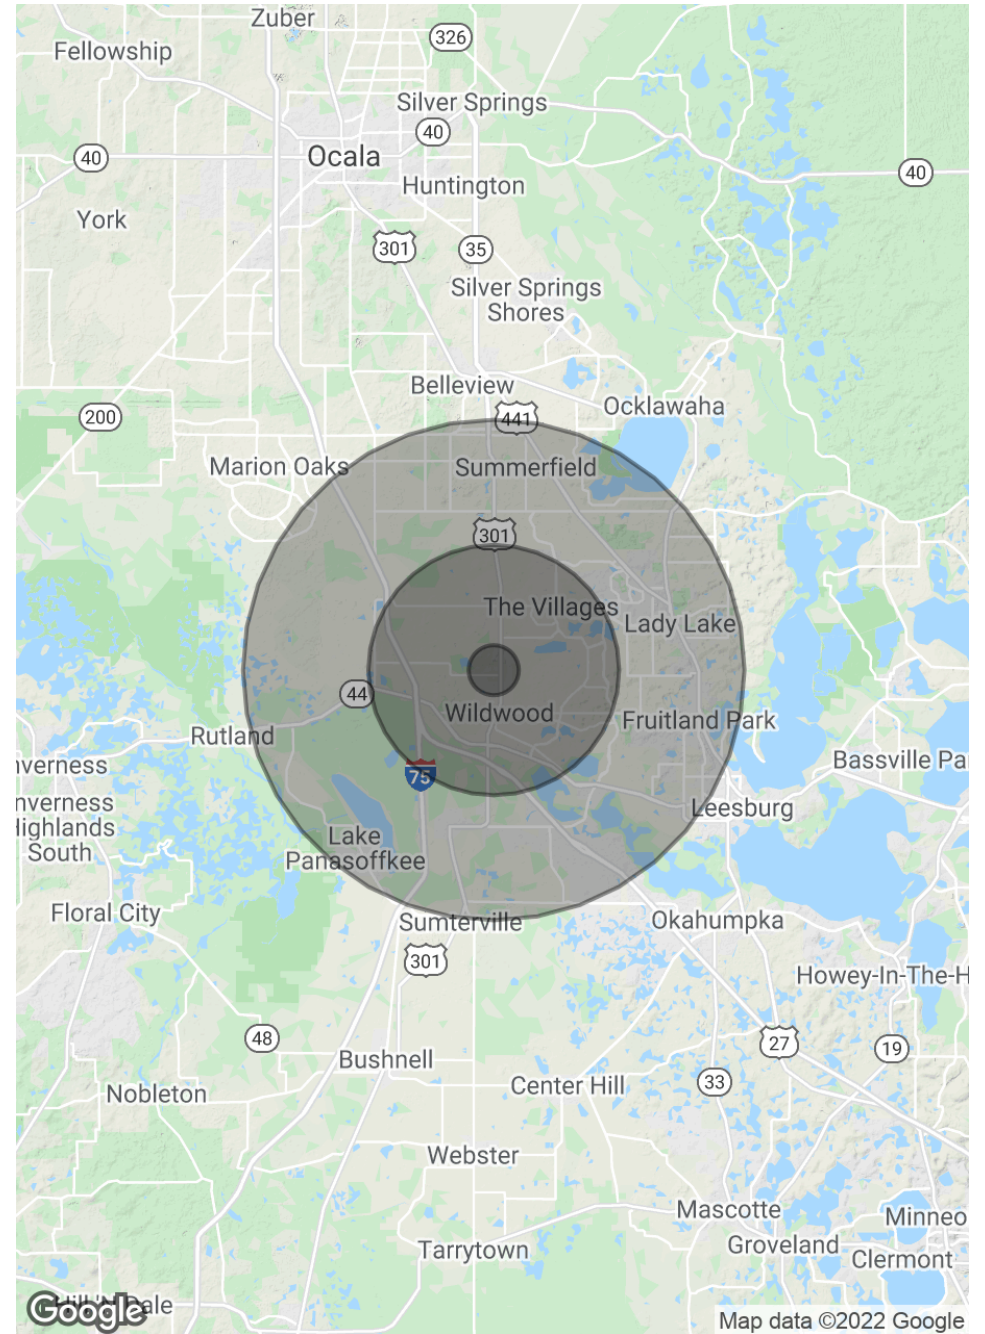 Zuber
326
Fellowship
Silver Springs
40
Ocala
40
40
Huntington
York
301
35
Silver Springs
Shores
Belleview
Ocklawaha
200
441
Marion Oaks
Summerfield
301
The Villages
Lady Lake
44
Wildwood
Fruitland Park
Rutland
nverness
Bassville Pa
75
nverness
Highlands
South
Leesburg
Lake
Panasoffkee
Floral City
Sumterville
Okahumpka
301
Howey-In-The-H
48
27
19
Bushnell
33
Center Hill
Nobleton
Webster
Mascotte
Minneo
Groveland
Tarrytown
Clermont
Hill 'N Dale
Google
Map data ©2022 Google